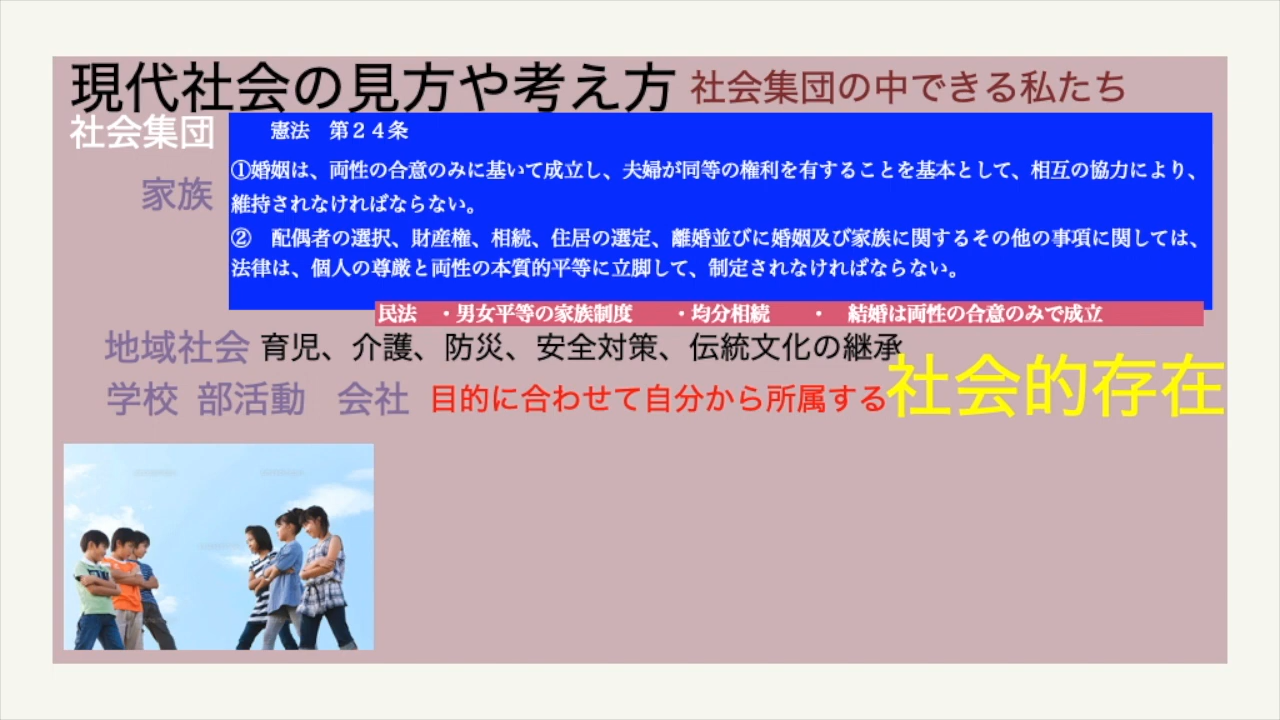 現代社会の見方や考え方 社会集団の中できる私たち
社会集団
憲法　第２４条
①婚姻は、両性の合意のみに基いて成立し、夫婦が同等の権利を有することを基本として、相互の協力により、
家族
維持されなければならない。
②　配偶者の選択、財産権、相続、住居の選定、離婚並びに婚姻及び家族に関するその他の事項に関しては、
法律は、個人の尊厳と両性の本質的平等に立脚して、制定されなければならない。
民法　・男女平等の家族制度　　・均分相続　　・　結婚は両性の合意のみで成立
地域社会 育児、介護、防災、安全対策、伝統文化の継承
学校 部活動　会社 目的に合わせて自分から所属する 社会的存在